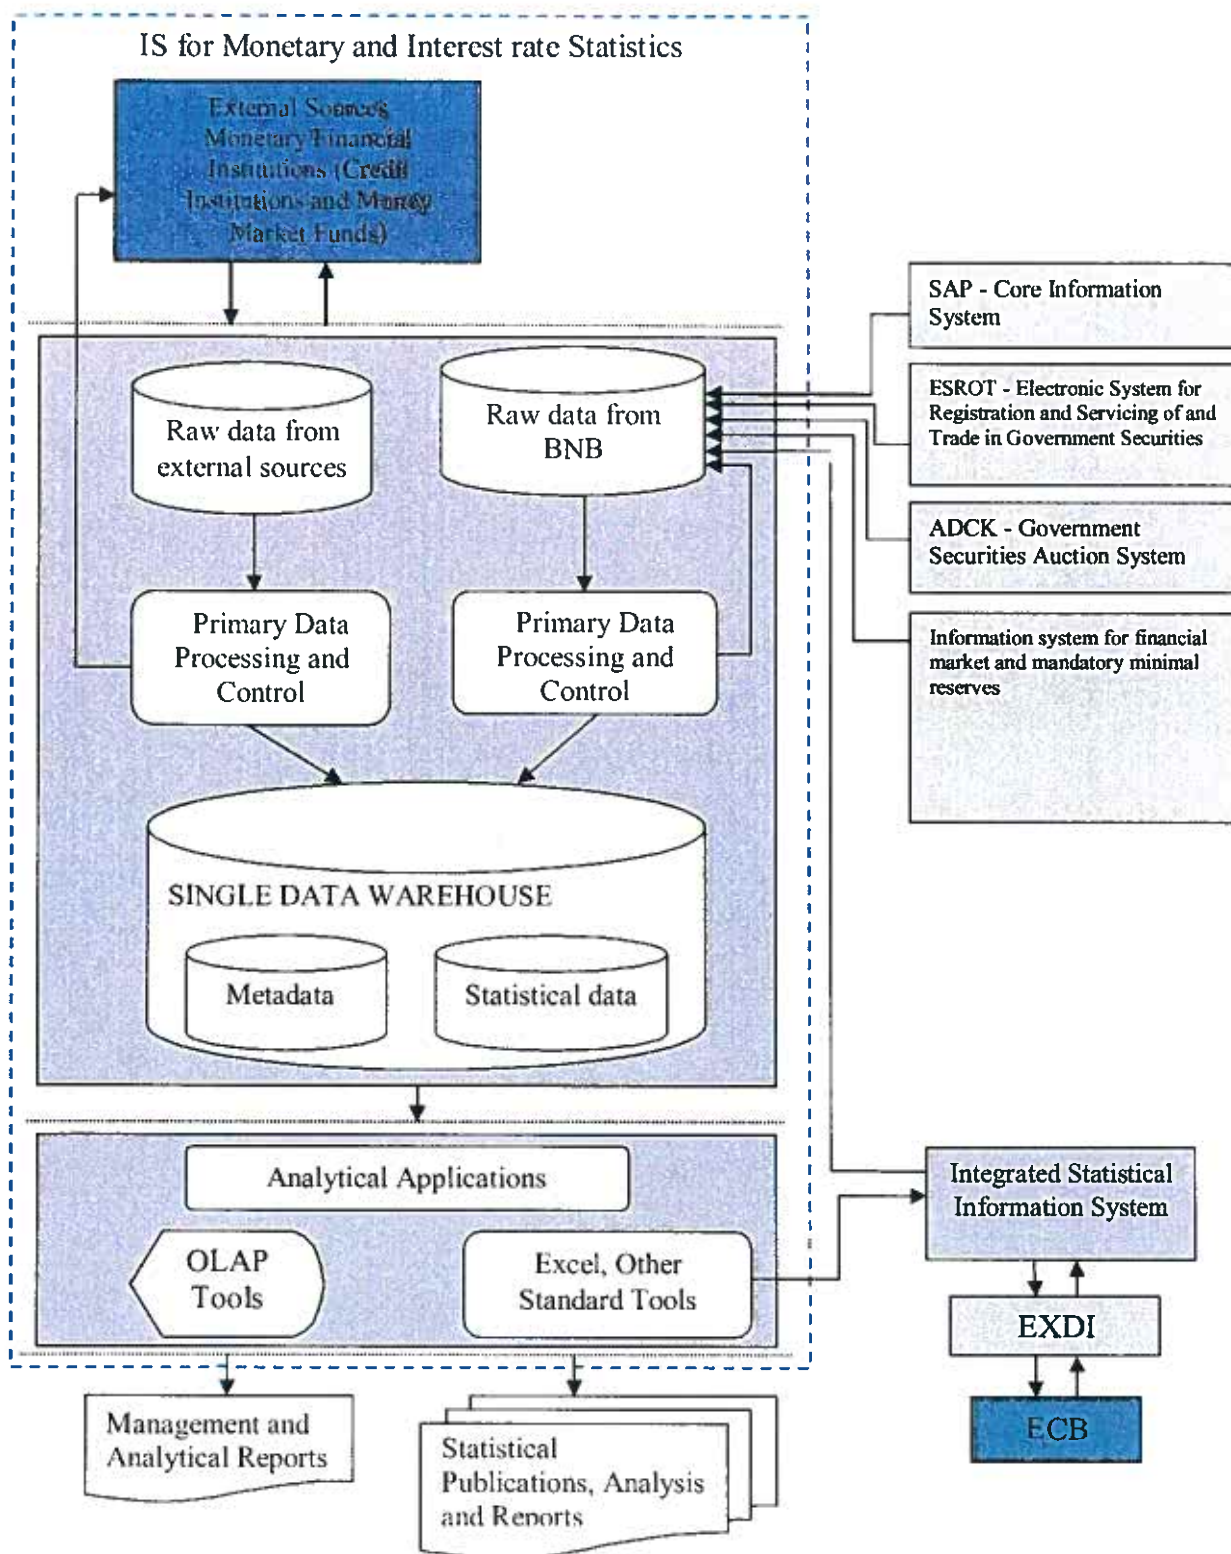 IS for Monetary and Interest rate Statistics
External Sources
Monetary Financial
Institutions (Credit
Institutions and Money
Market Funds)
SAP - Core Information
System
ESROT - Electronic System for
Registration and Servicing of and
Trade in Government Securities
ADCK - Government
Securities Auction System
Information system for financial
market and mandatory minimal
reserves
Raw data from
external sources
Raw data from
BNB
Primary Data
Processing and
Control
Primary Data
Processing and
Control
SINGLE DATA WAREHOUSE
Metadata
Statistical data
Analytical Applications
OLAP
Tools
Excel, Other
Standard Tools
Integrated Statistical
Information System
EXDI
ECB
Management and
Analytical Reports
Statistical
Publications, Analysis
and Reports